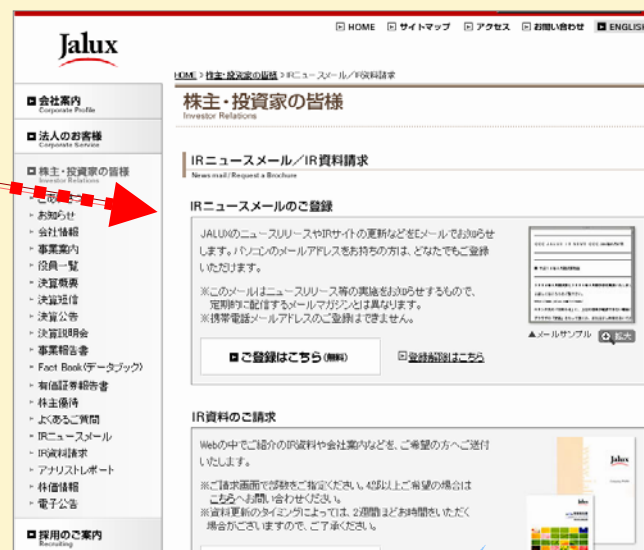 HOME サイトマップ アクセス お問い合わせ ENGLISH
Jalux
HOME > 株主・投資家の皆様 > IRニュースメール/IR資料請求
株主・投資家の皆様
Investor Relations
会社案内
Corporate Profile
法人のお客様
Corporate Service
株主・投資家の皆様
Investor Relations
お知らせ
会社情報
事業案内
役員一覧
決算概要
決算短信
決算公告
決算説明会
事業報告書
Fact Book(データブック)
有価証券報告書
株主優待
よくあるご質問
IRニュースメール
IR資料請求
アナリストレポート
株価情報
電子公告
採用のご案内
Recruiting
IRニュースメール/IR資料請求
News mail / Request a Brochure
IRニュースメールのご登録
JALUXのニュースリリースやIRサイトの更新などをEメールでお知らせ
します。パソコンのメールアドレスをお持ちの方は、どなたでもご登録
いただけます。
※このメールはニュースリリース等の実施をお知らせするもので、
定期的に配信するメールマガジンとは異なります。
※携帯電話メールアドレスのご登録はできません。
ご登録はこちら(無料)
登録解除はこちら
▲メールサンプル 拡大
IR資料のご請求
Webの中でご紹介のIR資料や会社案内などを、ご希望の方へご送付
いたします。
※ご請求画面で部数をご指定ください。4部以上ご希望の場合は
こちらへお問い合わせください。
※資料更新のタイミングによっては、2週間ほどお時間をいただく
場合がございますので、ご了承ください。
Jalux